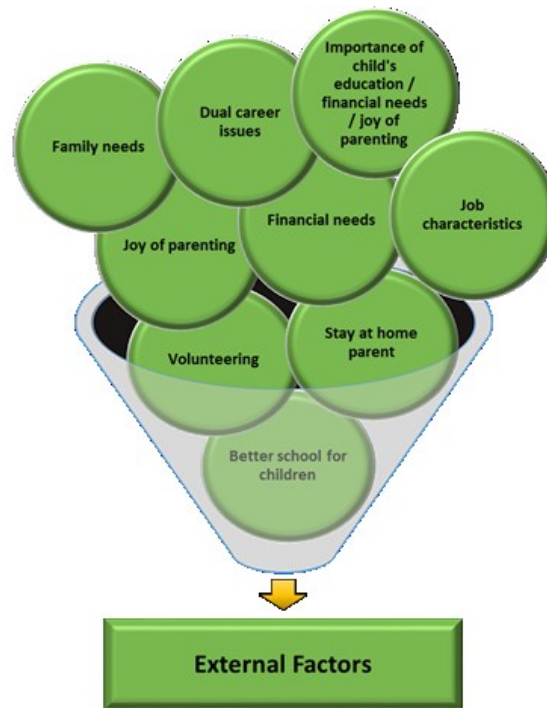 Importance of
child's
education /
financial needs
/ joy of
parenting
Dual career
issues
Family needs
Job
characteristics
Financial needs
Joy of parenting
Stay at home
parent
Volunteering
Better school for
children
External Factors